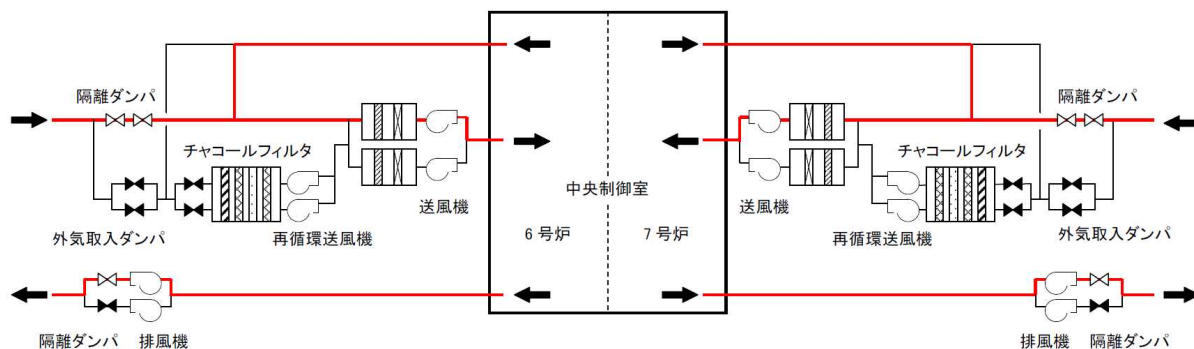 隔離ダンパ
隔離ダンパ
チャコールフィルタ
チャコールフィルタ
中央制御室
送風機
送風機
外気取入ダンパ
再循環送風機
6号炉
7号炉
再循環送風機
外気取入ダンパ
隔離ダンパ
排風機
排風機
隔離ダンパ